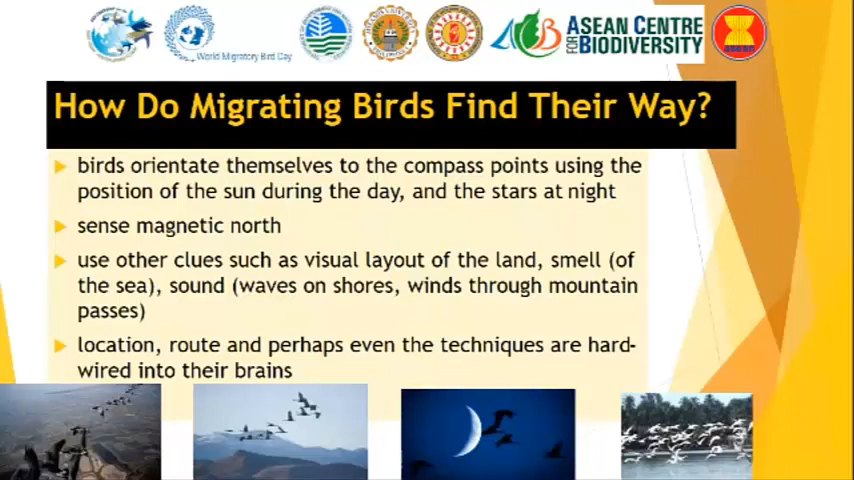 World Migratory Bird Day
ASEAN CENTRE
FOR BIODIVERSITY
asean
How Do Migrating Birds Find Their Way?
birds orientate themselves to the compass points using the
position of the sun during the day, and the stars at night
sense magnetic north
use other clues such as visual layout of the land, smell (of
the sea), sound (waves on shores, winds through mountain
passes)
location, route and perhaps even the techniques are hard-
wired into their brains